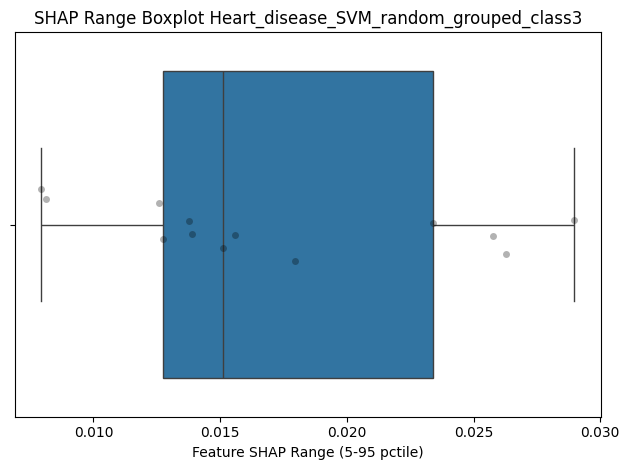 SHAP Range Boxplot Heart_disease_SVM_random_grouped_class3
0.010 0.015 0.020 0.025 0.030
Feature SHAP Range (5-95 pctile)